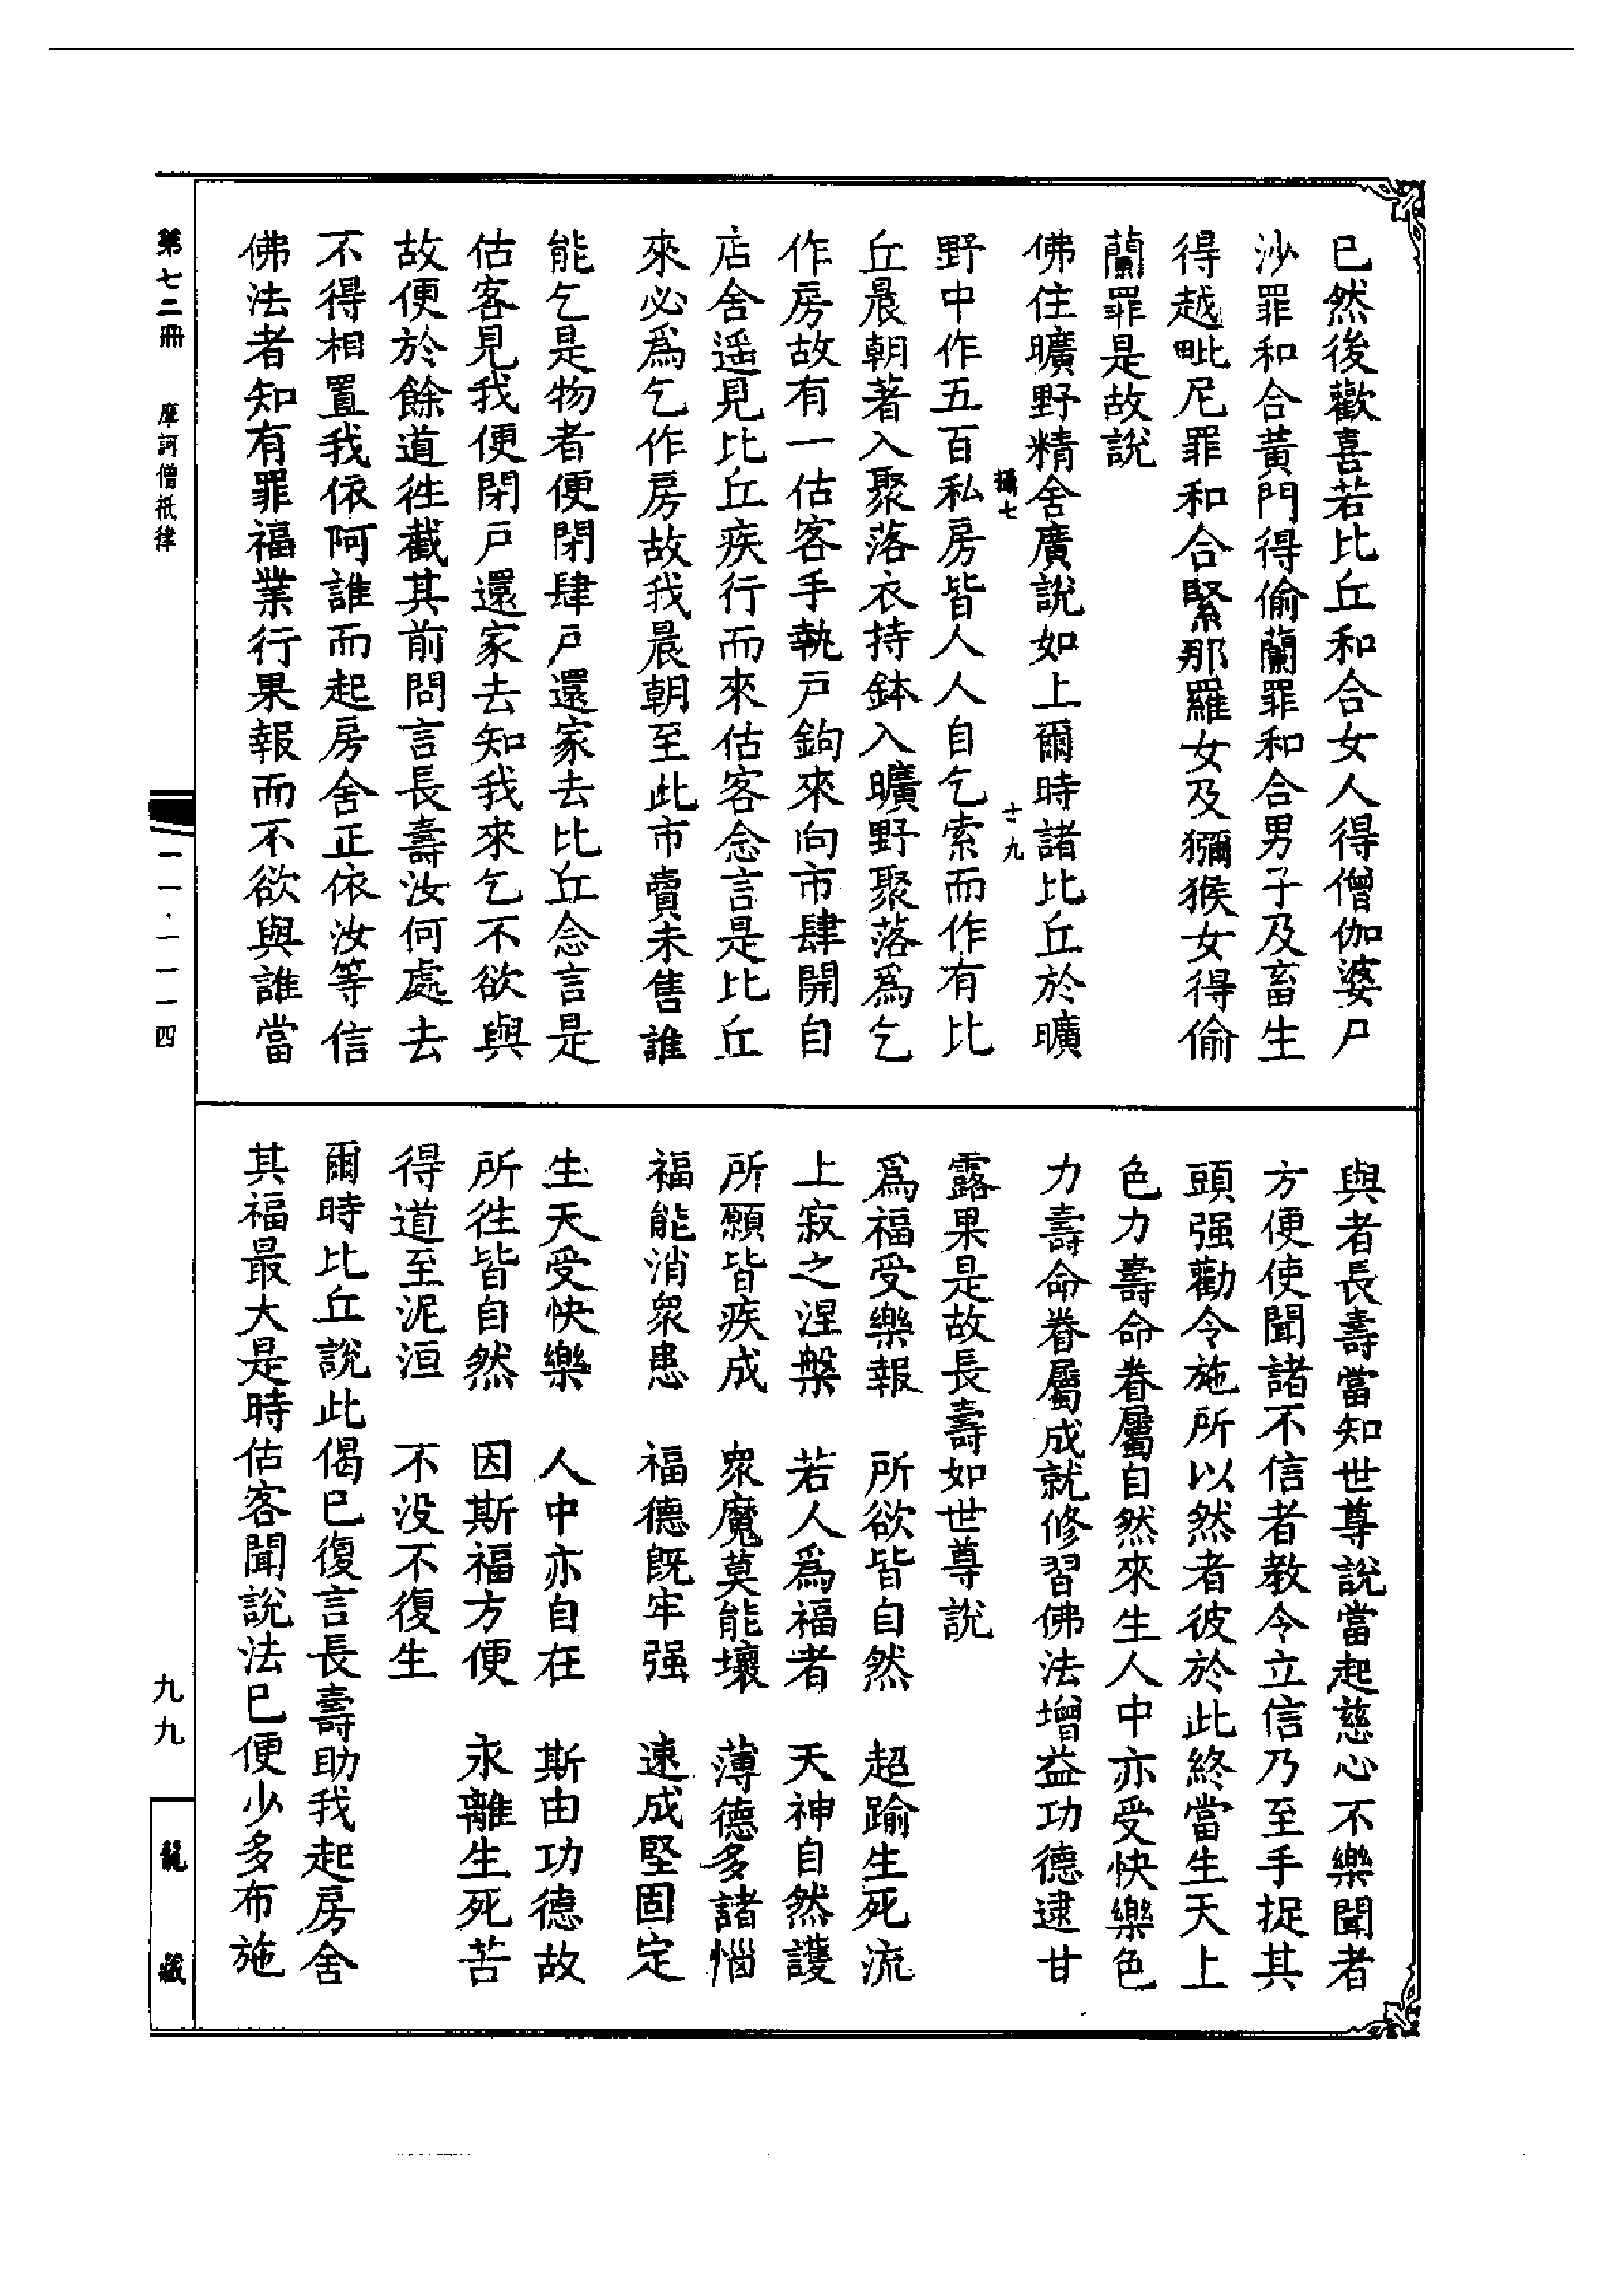 已然後歡喜若比丘和合女人得僧伽婆尸
沙罪和合黃門得偷蘭罪和合男子及畜生
得越毗尼罪和合緊那羅女及獼猴女得偷
蘭罪是故說
佛住曠野精舍廣說如上爾時諸比丘於曠
野中作五百私房皆人人自乞索而作有比
丘晨朝著入聚落衣持鉢入曠野聚落爲乞
作房故有一估客手執戶鉤來向市肆開自
店舍遥見比丘疾行而來估客念言是比丘
來必爲乞作房故我晨朝至此市賣未售誰
能乞是物者便閉肆戶還家去比丘念言是
估客見我便閉戶還家去知我來乞不欲與
故便於餘道往截其前問言長壽汝何處去
不得相置我依阿誰而起房舍正依汝等信
佛法者知有罪福業行果報而不欲與誰當
與者長壽當知世尊說當起慈心不樂聞者
方便使聞諸不信者教令立信乃至手捉其
頭强勸令施所以然者彼於此終當生天上
色力壽命眷屬自然來生人中亦受快樂色
力壽命眷屬成就修習佛法增益功德逮甘
露果是故長壽如世尊說
爲福受樂報　所欲皆自然　超踰生死流
上寂之涅槃　若人爲福者　天神自然護
所願皆疾成　衆魔莫能壞　薄德多諸惱
福能消衆患　福德既牢强　速成堅固定
生天受快樂　人中亦自在　斯由功德故
所往皆自然　因斯福方便　永離生死苦
得道至泥洹　不没不復生
爾時比丘說此偈已復言長壽助我起房舍
其福最大是時估客聞說法已便少多布施
第七二冊　摩訶僧祇律
一一·一一一四
九九
龍藏